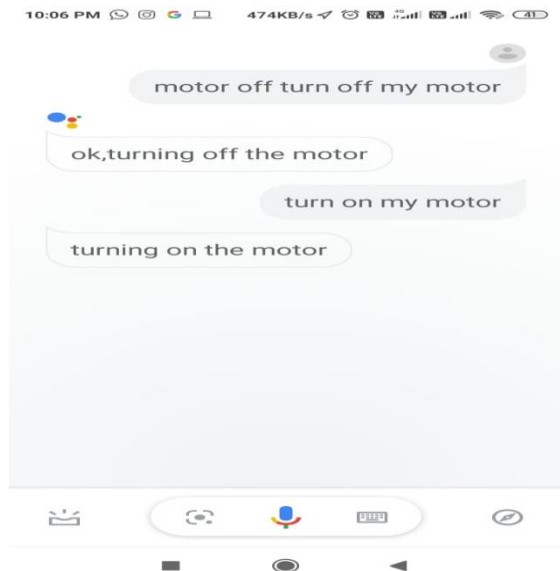 10:06 PM 474KB/s 4G 41
motor off turn off my motor
ok,turning off the motor
turn on my motor
turning on the motor